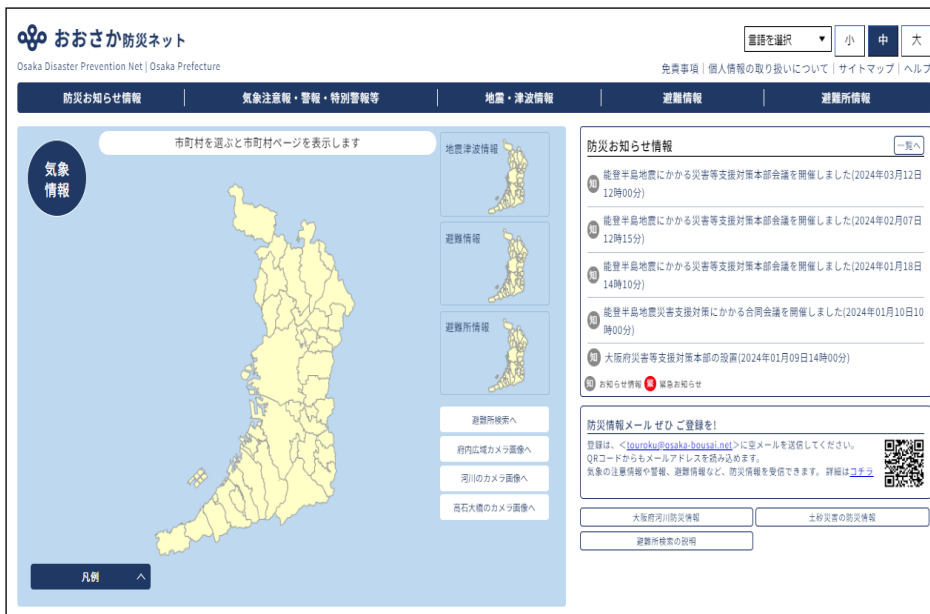 おおさか防災ネット
Osaka Disaster Prevention Net | Osaka Prefecture
言語を選択 ▼ 小 中 大
免責事項 | 個人情報の取り扱いについて | サイトマップ | ヘルプ
防災お知らせ情報 気象注意報・警報・特別警報等 地震・津波情報 避難情報 避難所情報
市町村を選ぶと市町村ページを表示します
気象
情報
地震津波情報
避難情報
避難所情報
避難所検索へ
府内広域カメラ画像へ
河川のカメラ画像へ
高石大橋のカメラ画像へ
凡例
防災お知らせ情報 一覧へ
知 能登半島地震にかかる災害等支援対策本部会議を開催しました(2024年03月12日
12時00分)
知 能登半島地震にかかる災害等支援対策本部会議を開催しました(2024年02月07日
12時15分)
知 能登半島地震にかかる災害等支援対策本部会議を開催しました(2024年01月18日
14時10分)
知 能登半島地震災害支援対策にかかる合同会議を開催しました(2024年01月10日10
時00分)
知 大阪府災害等支援対策本部の設置(2024年01月09日14時00分)
知 お知らせ情報 緊 緊急お知らせ
防災情報メール ぜひ ご登録を!
登録は、<touroku@osaka-bousai.net>に空メールを送信してください。
QRコードからもメールアドレスを読み込めます。
気象の注意情報や警報、避難情報など、防災情報を受信できます。 詳細はコチラ
大阪府河川防災情報 土砂災害の防災情報
避難所検索の説明